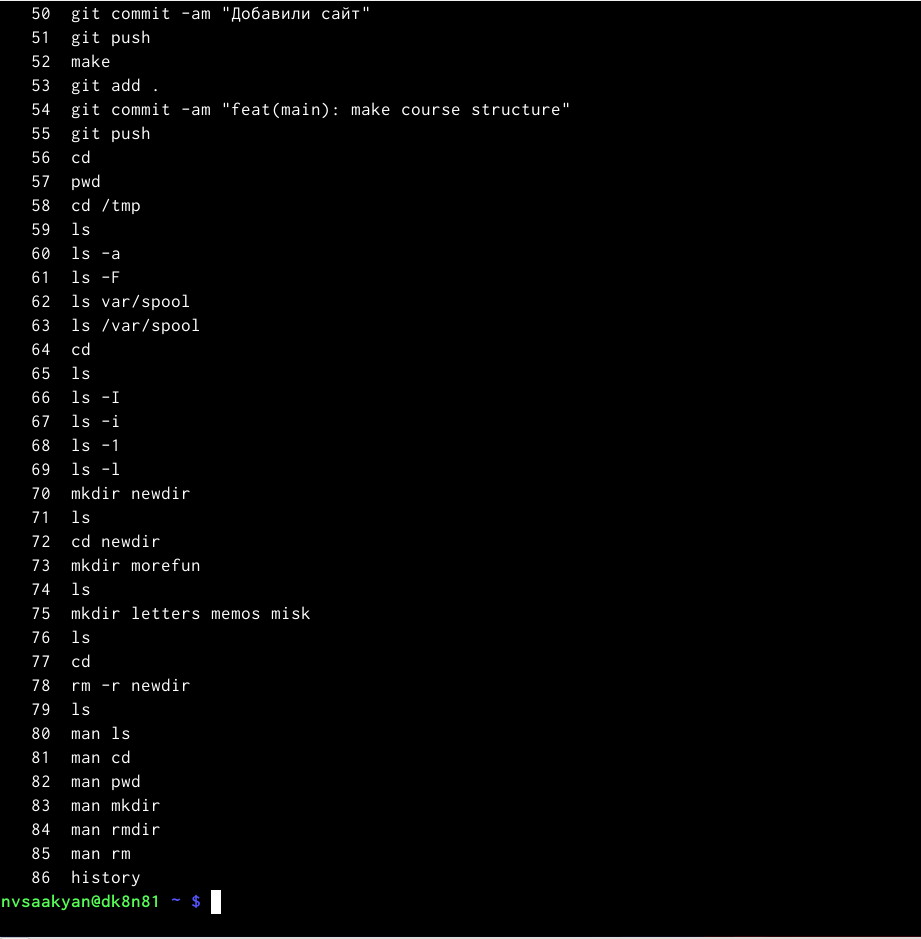 50 git commit -am "Добавили сайт"
51 git push
52 make
53 git add .
54 git commit -am "feat(main): make course structure"
55 git push
56 cd
57 pwd
58 cd /tmp
59 ls
60 ls -a
61 ls -F
62 ls var/spool
63 ls /var/spool
64 cd
65 ls
66 ls -I
67 ls -i
68 ls -1
69 ls -l
70 mkdir newdir
71 ls
72 cd newdir
73 mkdir morefun
74 ls
75 mkdir letters memos misk
76 ls
77 cd
78 rm -r newdir
79 ls
80 man ls
81 man cd
82 man pwd
83 man mkdir
84 man rmdir
85 man rm
86 history
nvsaakyan@dk8n81 ~ $